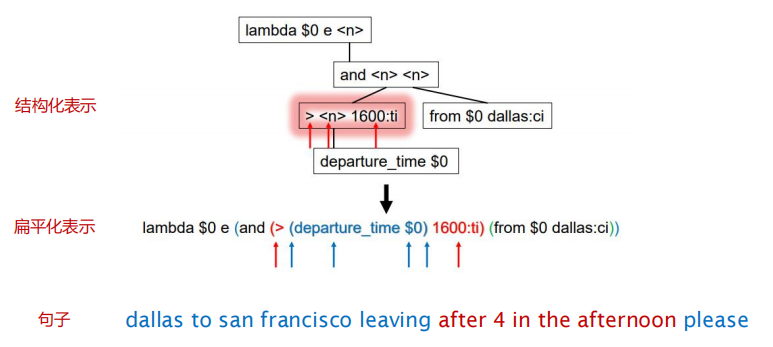 lambda $0 e <n>
and <n> <n>
结构化表示
> <n> 1600:ti
from $0 dallas:ci
departure_time $0
扁平化表示
lambda $0 e (and (> (departure_time $0) 1600:ti) (from $0 dallas:ci))
句子
dallas to san francisco leaving after 4 in the afternoon please